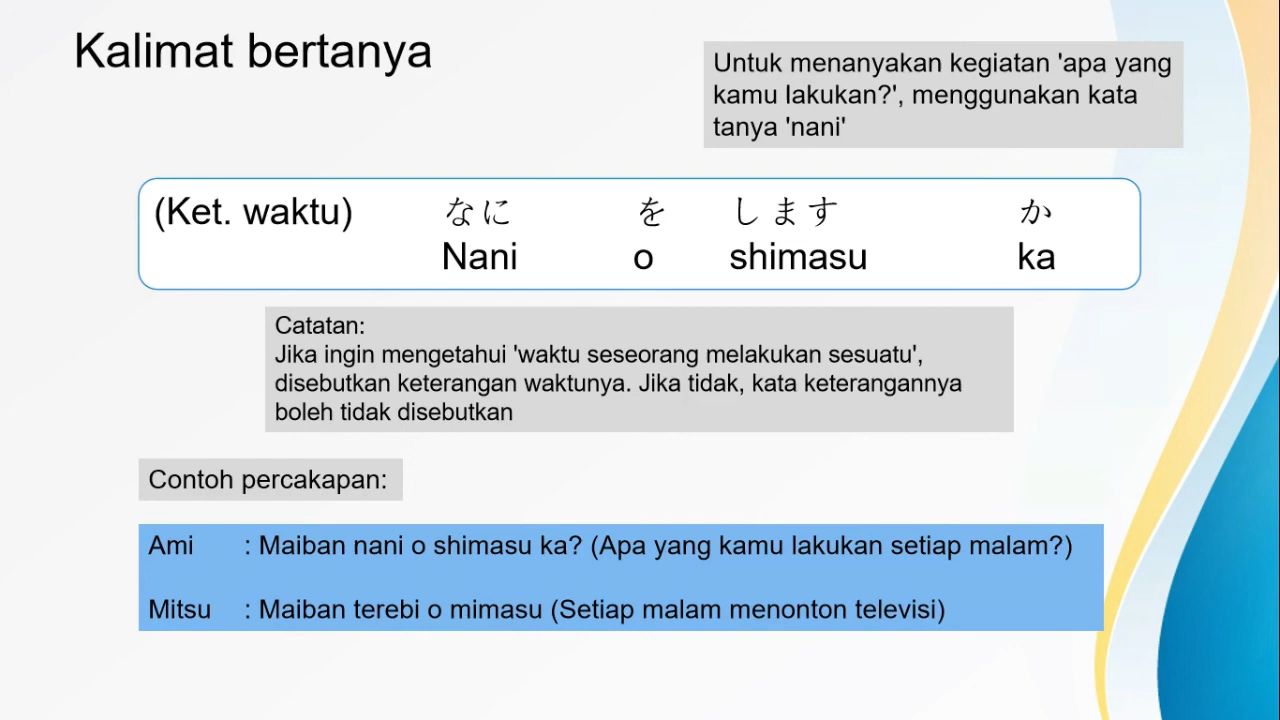 Kalimat bertanya
Untuk menanyakan kegiatan 'apa yang
kamu lakukan?', menggunakan kata
tanya 'nani'
(Ket. waktu) なに を します か
Nani o shimasu ka
Catatan:
Jika ingin mengetahui 'waktu seseorang melakukan sesuatu',
disebutkan keterangan waktunya. Jika tidak, kata keterangannya
boleh tidak disebutkan
Contoh percakapan:
Ami : Maiban nani o shimasu ka? (Apa yang kamu lakukan setiap malam?)
Mitsu : Maiban terebi o mimasu (Setiap malam menonton televisi)